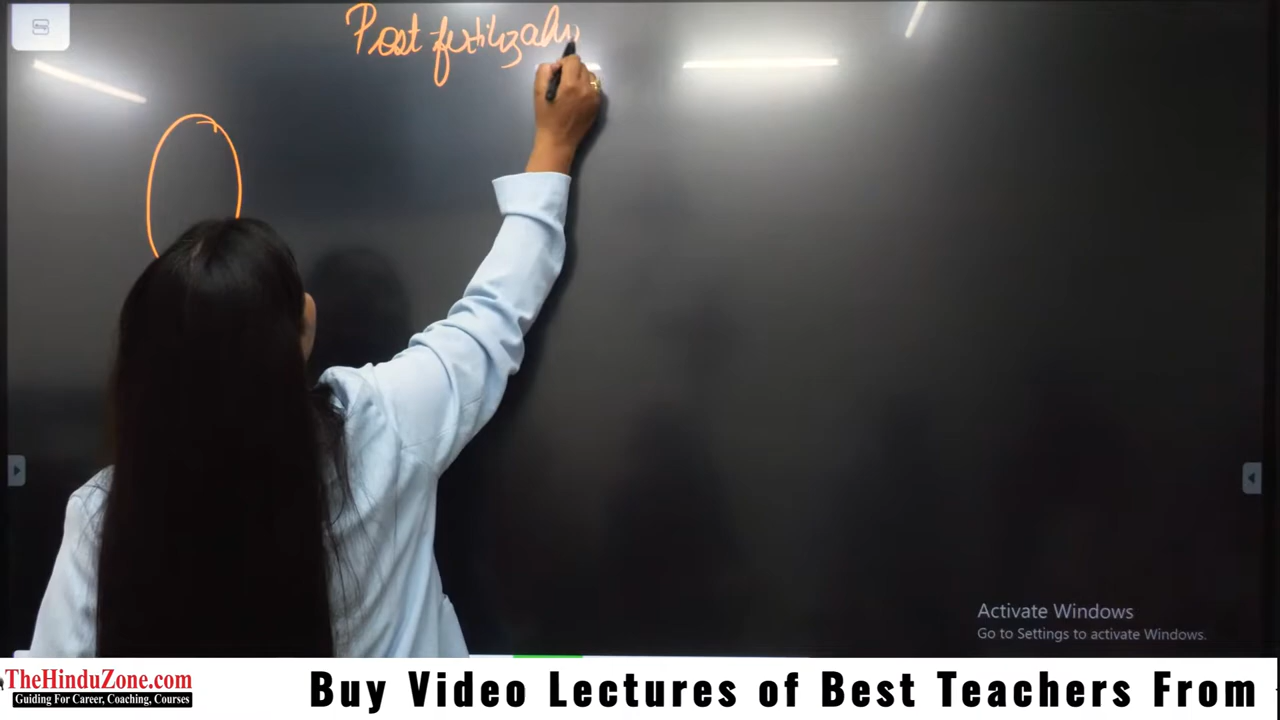 Post fertilizatio
Activate Windows
Go to Settings to activate Windows.
TheHinduZone.com
Guiding For Career, Coaching, Courses
Buy Video Lectures of Best Teachers From